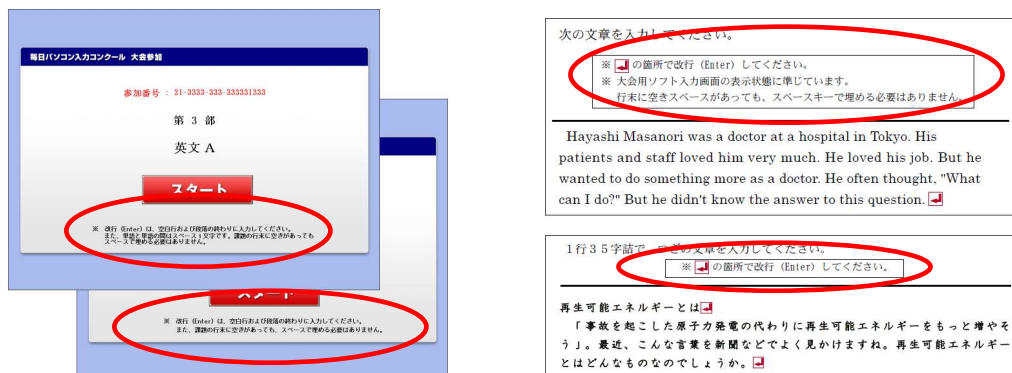 毎日パソコン入力コンクール 大会参加
参加番号 : 21-3333-333-333331333
第 3 部
英文 A
スタート
※ 改行 (Enter) は、空白行および段落の終わりに入力してください。
また、単語と単語の間はスペース1文字です。課題の行末に空きがあっても
スペースで埋める必要はありません。
スタート
※ 改行 (Enter) は、空白行および段落の終わりに入力してください。
また、課題の行末に空きがあっても、スペースで埋める必要はありません。
次の文章を入力してください。
※ の箇所で改行 (Enter) してください。
※ 大会用ソフト入力画面の表示状態に準じています。
行末に空きスペースがあっても、スペースキーで埋める必要はありません。
Hayashi Masanori was a doctor at a hospital in Tokyo. His
patients and staff loved him very much. He loved his job. But he
wanted to do something more as a doctor. He often thought, "What
can I do?" But he didn't know the answer to this question.
1行35字詰で、つぎの文章を入力してください。
※ の箇所で改行 (Enter) してください。
再生可能エネルギーとは
「事故を起こした原子力発電の代わりに再生可能エネルギーをもっと増やそ
う」。最近、こんな言葉を新聞などでよく見かけますね。再生可能エネルギー
とはどんなものなのでしょうか。